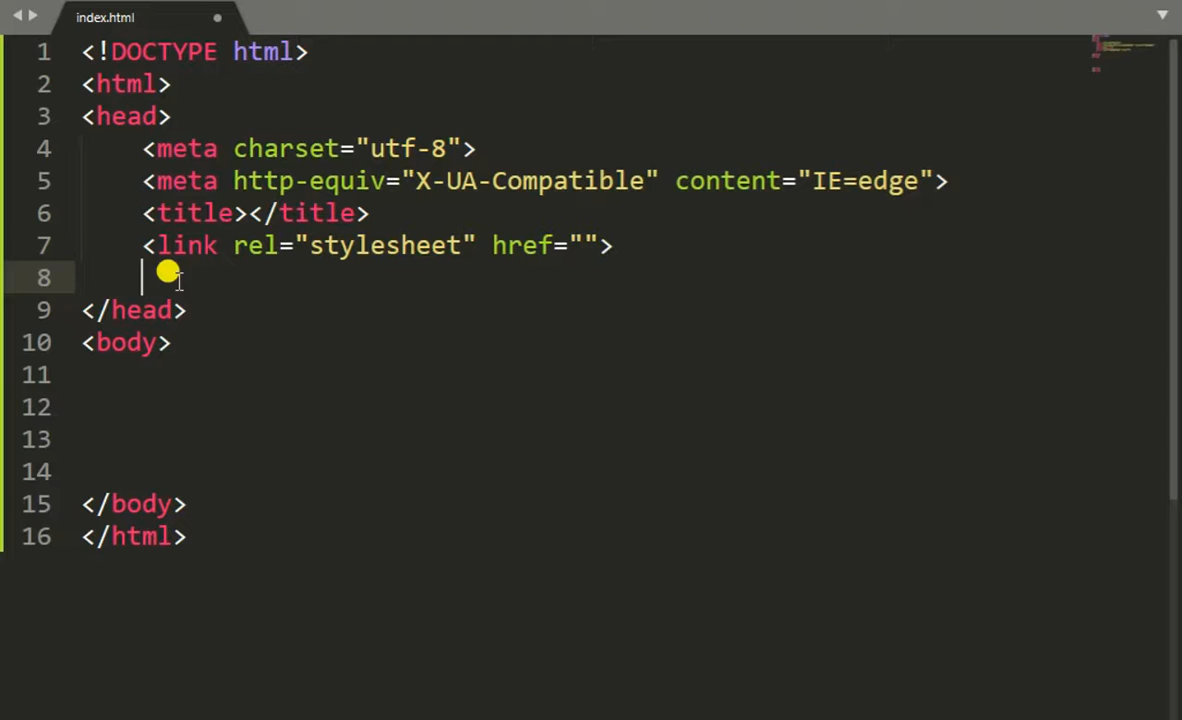 index.html
1 <!DOCTYPE html>
2 <html>
3 <head>
4     <meta charset="utf-8">
5     <meta http-equiv="X-UA-Compatible" content="IE=edge">
6     <title></title>
7     <link rel="stylesheet" href="">
8
9 </head>
10 <body>
11
12
13
14
15 </body>
16 </html>